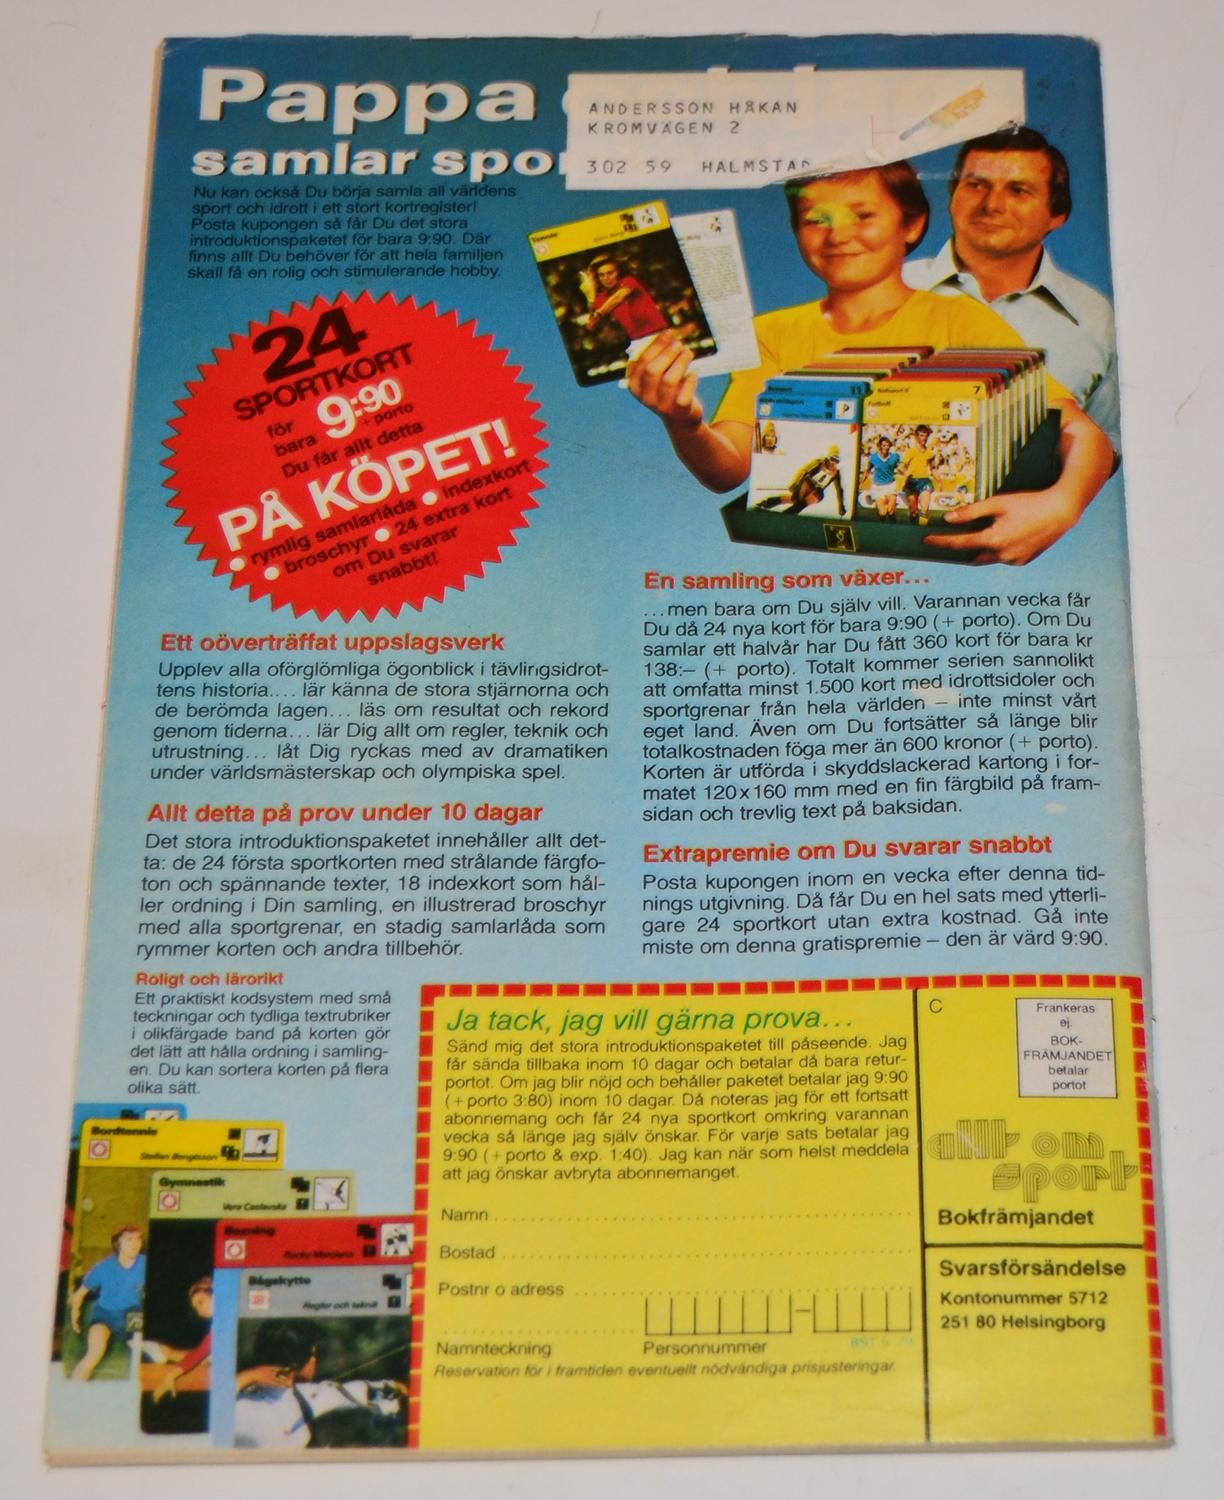 Pappa
samlar spo
ANDERSSON HÅKAN
KROMVÄGEN 2
302 59 HALMSTAD
Nu kan också Du börja samla all världens
sport och idrott i ett stort kortregister!
Posta kupongen så får Du det stora
introduktionspaketet för bara 9:90. Där
finns allt Du behöver för att hela familjen
skall få en rolig och stimulerande hobby.
24
SPORTKORT
för
bara 9:90
+ porto
Du får allt detta
PÅ KÖPET!
• rymlig samlarlåda • indexkort
• broschyr • 24 extra kort
om Du svarar
snabbt!
Tennis
Bobsport 11
Bollsport II 7
Fotboll
Ett oöverträffat uppslagsverk
Upplev alla oförglömliga ögonblick i tävlingsidrot-
tens historia.... lär känna de stora stjärnorna och
de berömda lagen... läs om resultat och rekord
genom tiderna... lär Dig allt om regler, teknik och
utrustning... låt Dig ryckas med av dramatiken
under världsmästerskap och olympiska spel.
Allt detta på prov under 10 dagar
Det stora introduktionspaketet innehåller allt det-
ta: de 24 första sportkorten med strålande färgfo-
ton och spännande texter, 18 indexkort som hål-
ler ordning i Din samling, en illustrerad broschyr
med alla sportgrenar, en stadig samlarlåda som
rymmer korten och andra tillbehör.
Roligt och lärorikt
Ett praktiskt kodsystem med små
teckningar och tydliga textrubriker
i olikfärgade band på korten gör
det lätt att hålla ordning i samling-
en. Du kan sortera korten på flera
olika sätt.
En samling som växer...
...men bara om Du själv vill. Varannan vecka får
Du då 24 nya kort för bara 9:90 (+ porto). Om Du
samlar ett halvår har Du fått 360 kort för bara kr
138:– (+ porto). Totalt kommer serien sannolikt
att omfatta minst 1.500 kort med idrottsidoler och
sportgrenar från hela världen – inte minst vårt
eget land. Även om Du fortsätter så länge blir
totalkostnaden föga mer än 600 kronor (+ porto).
Korten är utförda i skyddslackerad kartong i for-
matet 120x160 mm med en fin färgbild på fram-
sidan och trevlig text på baksidan.
Extrapremie om Du svarar snabbt
Posta kupongen inom en vecka efter denna tid-
nings utgivning. Då får Du en hel sats med ytterli-
gare 24 sportkort utan extra kostnad. Gå inte
miste om denna gratispremie – den är värd 9:90.
Bordtennis
Stellan Bengtsson
Gymnastik
Vera Caslavska
Boxning
Rocky Marciano
Bågskytte
Regler och teknik
Ja tack, jag vill gärna prova...
Sänd mig det stora introduktionspaketet till påseende. Jag
får sända tillbaka inom 10 dagar och betalar då bara retur-
portot. Om jag blir nöjd och behåller paketet betalar jag 9:90
(+porto 3:80) inom 10 dagar. Då noteras jag för ett fortsatt
abonnemang och får 24 nya sportkort omkring varannan
vecka så länge jag själv önskar. För varje sats betalar jag
9:90 (+porto & exp. 1:40). Jag kan när som helst meddela
att jag önskar avbryta abonnemanget.
Namn
Bostad
Postnr o adress
Namnteckning Personnummer
BST 5 79
Reservation för i framtiden eventuellt nödvändiga prisjusteringar.
C
Frankeras
ej.
BOK-
FRÄMJANDET
betalar
portot
allt om
sport
Bokfrämjandet
Svarsförsändelse
Kontonummer 5712
251 80 Helsingborg